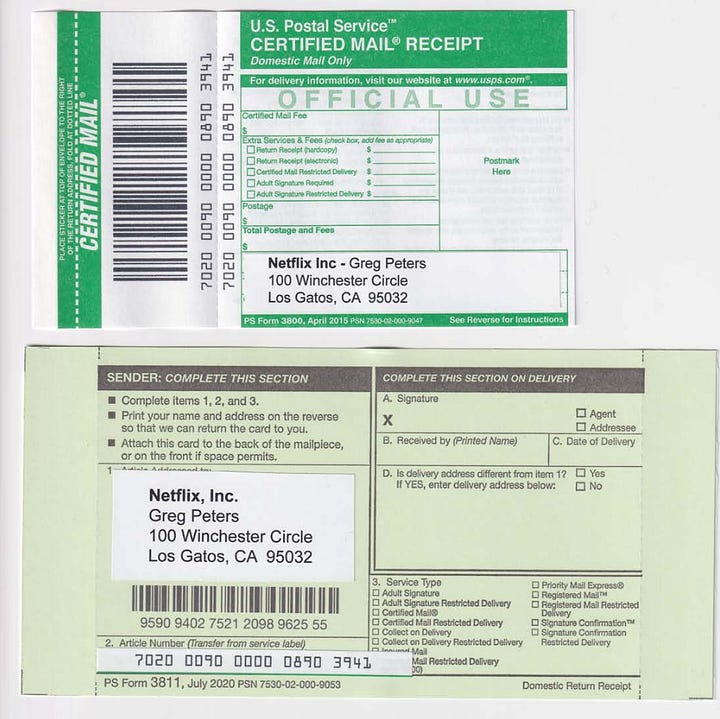 PLACE STICKER AT TOP OF ENVELOPE TO THE RIGHT
OF THE RETURN ADDRESS, FOLD AT DOTTED LINE
CERTIFIED MAIL®
7020 0090 0000 0890 3941
7020 0090 0000 0890 3941
U.S. Postal Service™
CERTIFIED MAIL® RECEIPT
Domestic Mail Only
For delivery information, visit our website at www.usps.com®.
OFFICIAL USE
Certified Mail Fee
$
Extra Services & Fees (check box, add fee as appropriate)
Return Receipt (hardcopy) $
Return Receipt (electronic) $
Certified Mail Restricted Delivery $
Adult Signature Required $
Adult Signature Restricted Delivery $
Postmark
Here
Postage
$
Total Postage and Fees
$
Netflix Inc - Greg Peters
100 Winchester Circle
Los Gatos, CA 95032
PS Form 3800, April 2015 PSN 7530-02-000-9047 See Reverse for Instructions
SENDER: COMPLETE THIS SECTION
■ Complete items 1, 2, and 3.
■ Print your name and address on the reverse
so that we can return the card to you.
■ Attach this card to the back of the mailpiece,
or on the front if space permits.
1. Article Addressed to:
Netflix, Inc.
Greg Peters
100 Winchester Circle
Los Gatos, CA 95032
9590 9402 7521 2098 9625 55
2. Article Number (Transfer from service label)
7020 0090 0000 0890 3941
COMPLETE THIS SECTION ON DELIVERY
A. Signature
X
Agent
Addressee
B. Received by (Printed Name)
C. Date of Delivery
D. Is delivery address different from item 1? Yes
If YES, enter delivery address below: No
3. Service Type
Adult Signature
Adult Signature Restricted Delivery
Certified Mail®
Certified Mail Restricted Delivery
Collect on Delivery
Collect on Delivery Restricted Delivery
Insured Mail
Mail Restricted Delivery
00)
Priority Mail Express®
Registered Mail™
Registered Mail Restricted
Delivery
Signature Confirmation™
Signature Confirmation
Restricted Delivery
PS Form 3811, July 2020 PSN 7530-02-000-9053
Domestic Return Receipt